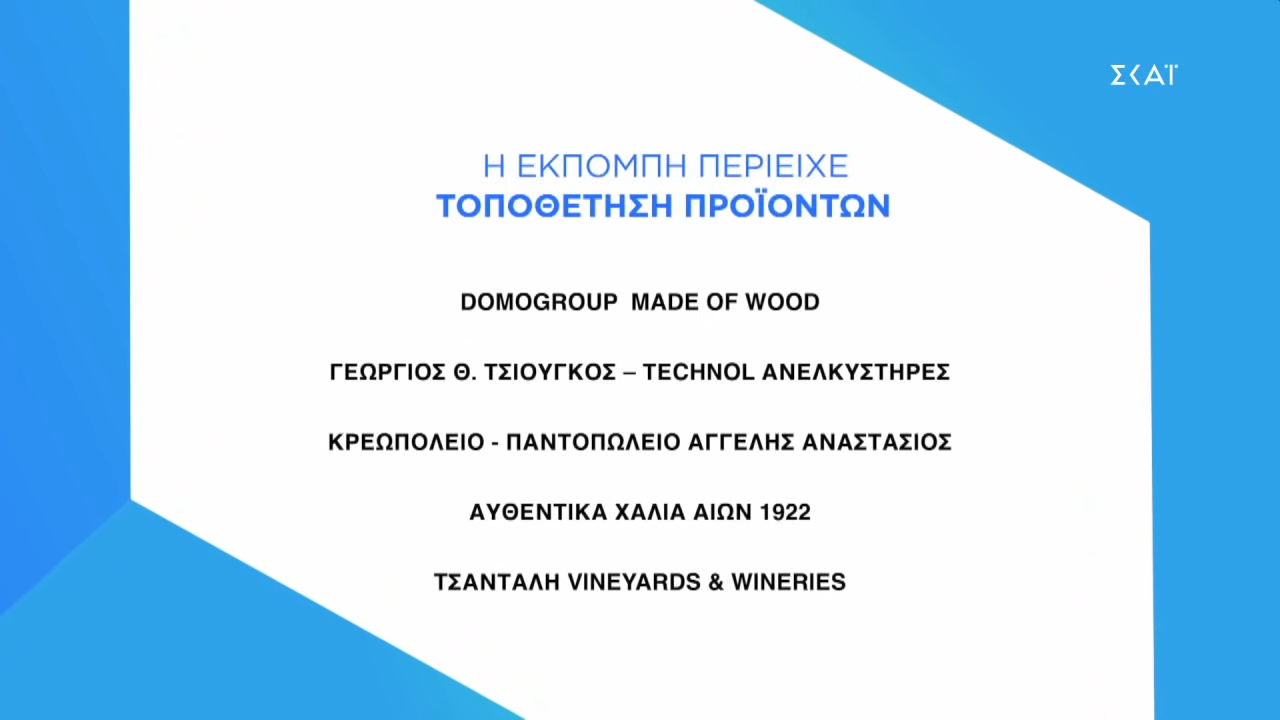 ΣΚΑΪ
Η ΕΚΠΟΜΠΗ ΠΕΡΙΕΙΧΕ
ΤΟΠΟΘΕΤΗΣΗ ΠΡΟΪΟΝΤΩΝ
DOMOGROUP MADE OF WOOD
ΓΕΩΡΓΙΟΣ Θ. ΤΣΙΟΥΓΚΟΣ – TECHNOL ΑΝΕΛΚΥΣΤΗΡΕΣ
ΚΡΕΩΠΟΛΕΙΟ - ΠΑΝΤΟΠΩΛΕΙΟ ΑΓΓΕΛΗΣ ΑΝΑΣΤΑΣΙΟΣ
ΑΥΘΕΝΤΙΚΑ ΧΑΛΙΑ ΑΙΩΝ 1922
ΤΣΑΝΤΑΛΗ VINEYARDS & WINERIES